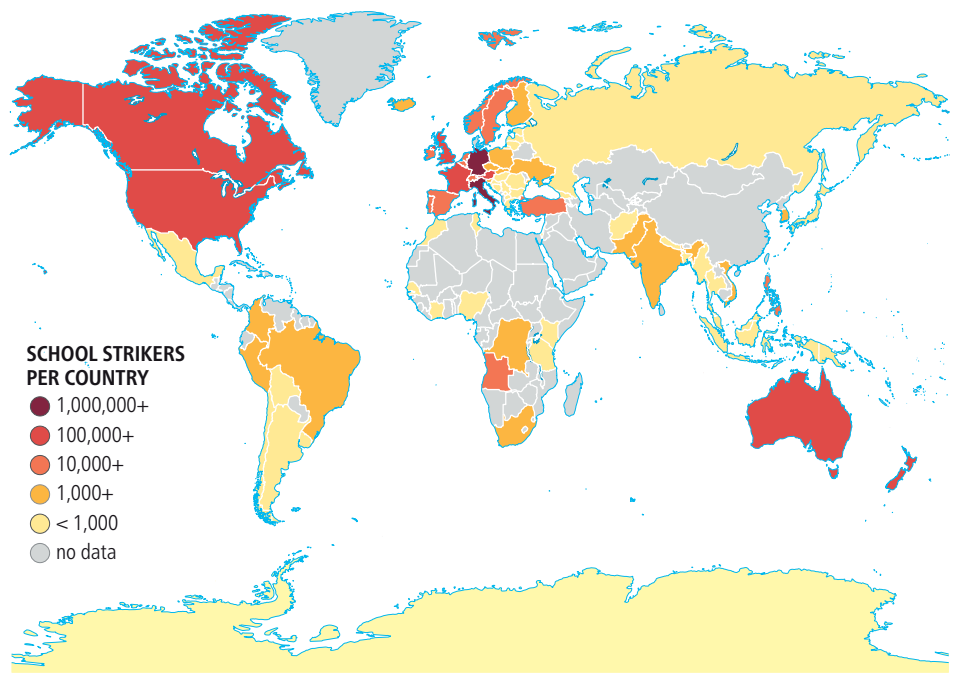 SCHOOL STRIKERS
PER COUNTRY
1,000,000+
100,000+
10,000+
1,000+
< 1,000
no data